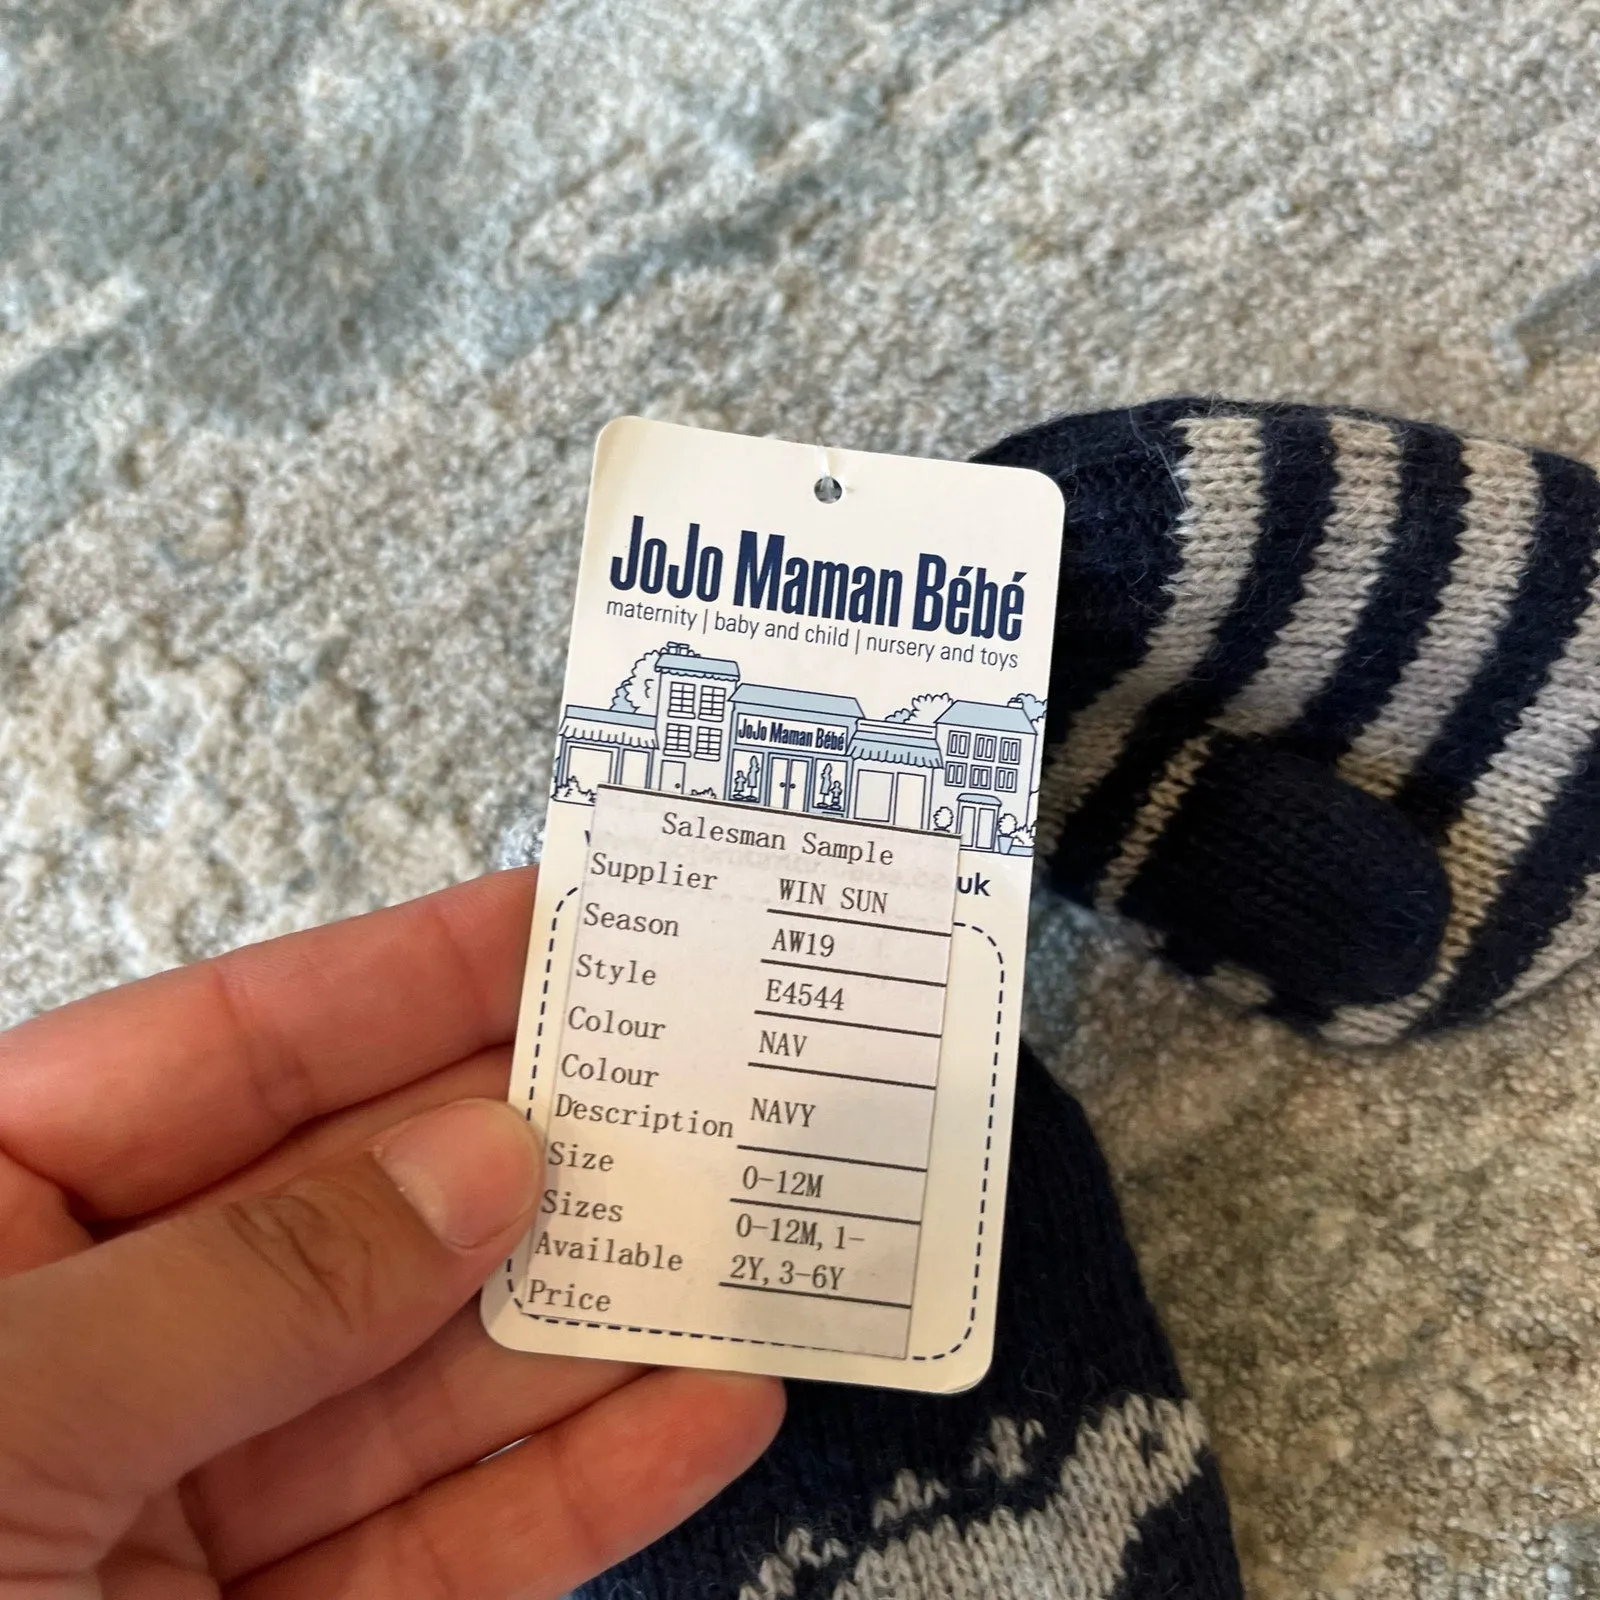 JoJo Maman Bébé
maternity | baby and child | nursery and toys
JoJo Maman Bébé
uk
Salesman Sample
Supplier WIN SUN
Season AW19
Style E4544
Colour NAV
Colour
Description NAVY
Size 0-12M
Sizes 0-12M, 1-
Available 2Y, 3-6Y
Price